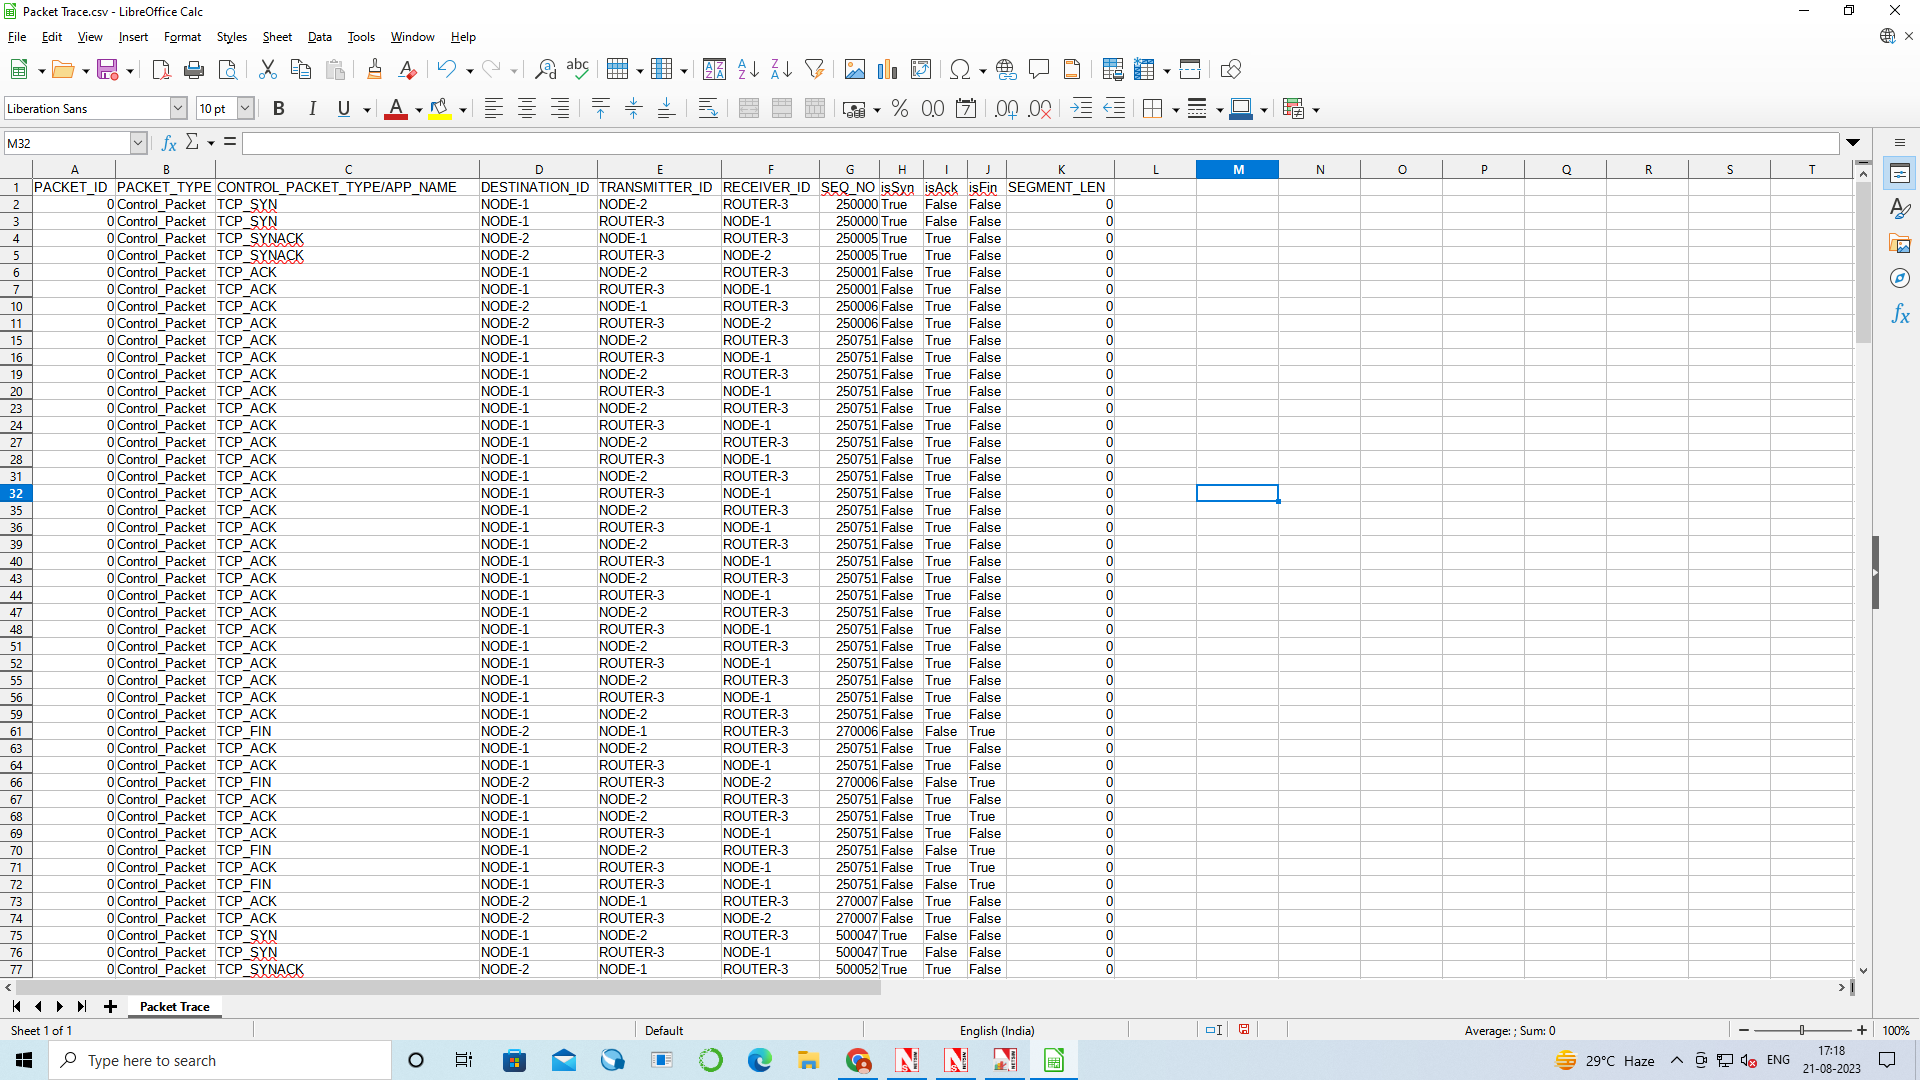 Packet Trace.csv - LibreOffice Calc
File Edit View Insert Format Styles Sheet Data Tools Window Help
Liberation Sans 10 pt
M32
A B C D E F G H I J K L M N O P Q R S T
1 PACKET_ID PACKET_TYPE CONTROL_PACKET_TYPE/APP_NAME DESTINATION_ID TRANSMITTER_ID RECEIVER_ID SEQ_NO isSyn isAck isFin SEGMENT_LEN
2 0 Control_Packet TCP_SYN NODE-1 NODE-2 ROUTER-3 250000 True False False 0
3 0 Control_Packet TCP_SYN NODE-1 ROUTER-3 NODE-1 250000 True False False 0
4 0 Control_Packet TCP_SYNACK NODE-2 NODE-1 ROUTER-3 250005 True True False 0
5 0 Control_Packet TCP_SYNACK NODE-2 ROUTER-3 NODE-2 250005 True True False 0
6 0 Control_Packet TCP_ACK NODE-1 NODE-2 ROUTER-3 250001 False True False 0
7 0 Control_Packet TCP_ACK NODE-1 ROUTER-3 NODE-1 250001 False True False 0
10 0 Control_Packet TCP_ACK NODE-2 NODE-1 ROUTER-3 250006 False True False 0
11 0 Control_Packet TCP_ACK NODE-2 ROUTER-3 NODE-2 250006 False True False 0
15 0 Control_Packet TCP_ACK NODE-1 NODE-2 ROUTER-3 250751 False True False 0
16 0 Control_Packet TCP_ACK NODE-1 ROUTER-3 NODE-1 250751 False True False 0
19 0 Control_Packet TCP_ACK NODE-1 NODE-2 ROUTER-3 250751 False True False 0
20 0 Control_Packet TCP_ACK NODE-1 ROUTER-3 NODE-1 250751 False True False 0
23 0 Control_Packet TCP_ACK NODE-1 NODE-2 ROUTER-3 250751 False True False 0
24 0 Control_Packet TCP_ACK NODE-1 ROUTER-3 NODE-1 250751 False True False 0
27 0 Control_Packet TCP_ACK NODE-1 NODE-2 ROUTER-3 250751 False True False 0
28 0 Control_Packet TCP_ACK NODE-1 ROUTER-3 NODE-1 250751 False True False 0
31 0 Control_Packet TCP_ACK NODE-1 NODE-2 ROUTER-3 250751 False True False 0
32 0 Control_Packet TCP_ACK NODE-1 ROUTER-3 NODE-1 250751 False True False 0
35 0 Control_Packet TCP_ACK NODE-1 NODE-2 ROUTER-3 250751 False True False 0
36 0 Control_Packet TCP_ACK NODE-1 ROUTER-3 NODE-1 250751 False True False 0
39 0 Control_Packet TCP_ACK NODE-1 NODE-2 ROUTER-3 250751 False True False 0
40 0 Control_Packet TCP_ACK NODE-1 ROUTER-3 NODE-1 250751 False True False 0
43 0 Control_Packet TCP_ACK NODE-1 NODE-2 ROUTER-3 250751 False True False 0
44 0 Control_Packet TCP_ACK NODE-1 ROUTER-3 NODE-1 250751 False True False 0
47 0 Control_Packet TCP_ACK NODE-1 NODE-2 ROUTER-3 250751 False True False 0
48 0 Control_Packet TCP_ACK NODE-1 ROUTER-3 NODE-1 250751 False True False 0
51 0 Control_Packet TCP_ACK NODE-1 NODE-2 ROUTER-3 250751 False True False 0
52 0 Control_Packet TCP_ACK NODE-1 ROUTER-3 NODE-1 250751 False True False 0
55 0 Control_Packet TCP_ACK NODE-1 NODE-2 ROUTER-3 250751 False True False 0
56 0 Control_Packet TCP_ACK NODE-1 ROUTER-3 NODE-1 250751 False True False 0
59 0 Control_Packet TCP_ACK NODE-1 NODE-2 ROUTER-3 250751 False True False 0
61 0 Control_Packet TCP_FIN NODE-2 NODE-1 ROUTER-3 270006 False False True 0
63 0 Control_Packet TCP_ACK NODE-1 NODE-2 ROUTER-3 250751 False True False 0
64 0 Control_Packet TCP_ACK NODE-1 ROUTER-3 NODE-1 250751 False True False 0
66 0 Control_Packet TCP_FIN NODE-2 ROUTER-3 NODE-2 270006 False False True 0
67 0 Control_Packet TCP_ACK NODE-1 NODE-2 ROUTER-3 250751 False True False 0
68 0 Control_Packet TCP_ACK NODE-1 NODE-2 ROUTER-3 250751 False True True 0
69 0 Control_Packet TCP_ACK NODE-1 ROUTER-3 NODE-1 250751 False True False 0
70 0 Control_Packet TCP_FIN NODE-1 NODE-2 ROUTER-3 250751 False False True 0
71 0 Control_Packet TCP_ACK NODE-1 ROUTER-3 NODE-1 250751 False True True 0
72 0 Control_Packet TCP_FIN NODE-1 ROUTER-3 NODE-1 250751 False False True 0
73 0 Control_Packet TCP_ACK NODE-2 NODE-1 ROUTER-3 270007 False True False 0
74 0 Control_Packet TCP_ACK NODE-2 ROUTER-3 NODE-2 270007 False True False 0
75 0 Control_Packet TCP_SYN NODE-1 NODE-2 ROUTER-3 500047 True False False 0
76 0 Control_Packet TCP_SYN NODE-1 ROUTER-3 NODE-1 500047 True False False 0
77 0 Control_Packet TCP_SYNACK NODE-2 NODE-1 ROUTER-3 500052 True True False 0
Packet Trace
Sheet 1 of 1 Default English (India) Average: ; Sum: 0 100%
Type here to search 29°C Haze ENG 17:18
21-08-2023